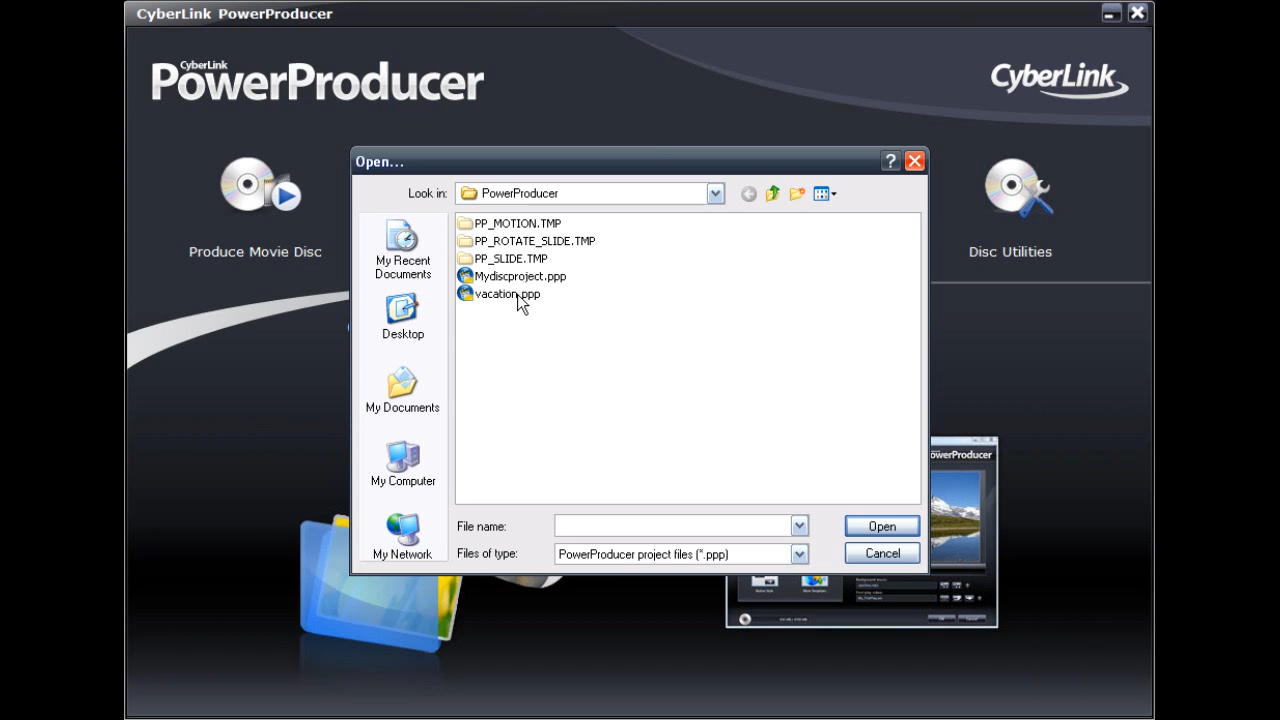 CyberLink PowerProducer
CyberLink
PowerProducer
CyberLink
Produce Movie Disc
Disc Utilities
Open...
?
Look in:
PowerProducer
My Recent
Documents
Desktop
My Documents
My Computer
My Network
PP_MOTION.TMP
PP_ROTATE_SLIDE.TMP
PP_SLIDE.TMP
Mydiscproject.ppp
vacation.ppp
File name:
Open
Files of type:
PowerProducer project files (*.ppp)
Cancel
owerProducer